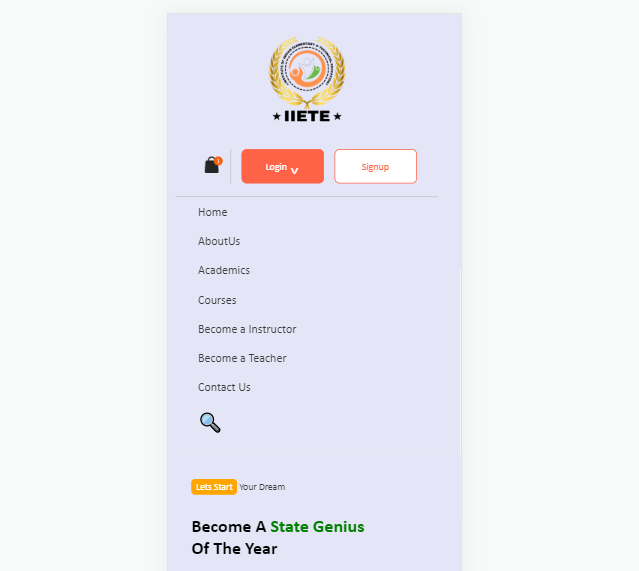 ★ IIETE ★
Login
Signup
Home
AboutUs
Academics
Courses
Become a Instructor
Become a Teacher
Contact Us
Lets Start Your Dream
Become A State Genius
Of The Year